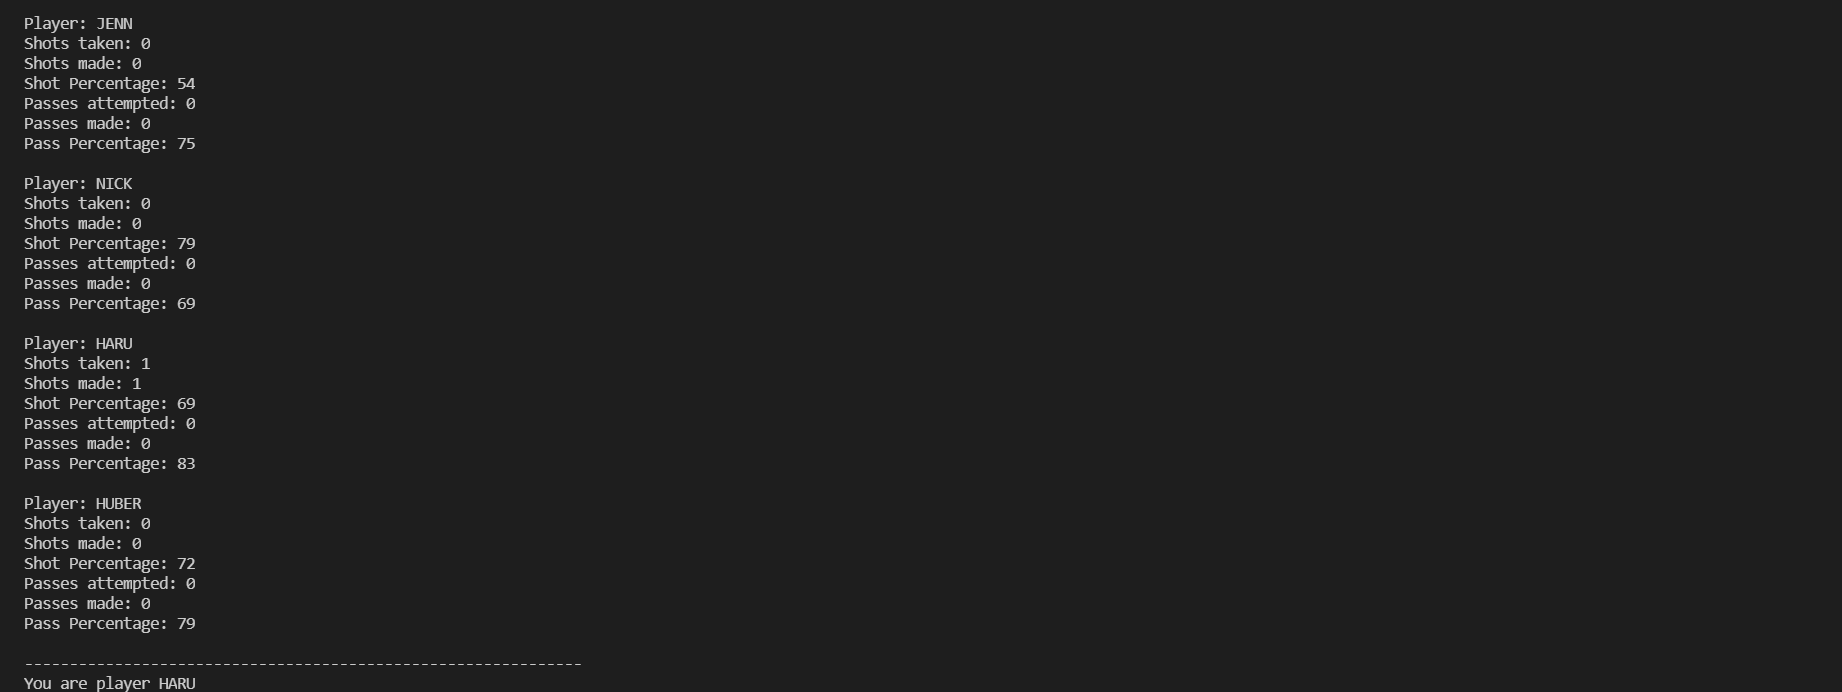 Player: JENN
Shots taken: 0
Shots made: 0
Shot Percentage: 54
Passes attempted: 0
Passes made: 0
Pass Percentage: 75
Player: NICK
Shots taken: 0
Shots made: 0
Shot Percentage: 79
Passes attempted: 0
Passes made: 0
Pass Percentage: 69
Player: HARU
Shots taken: 1
Shots made: 1
Shot Percentage: 69
Passes attempted: 0
Passes made: 0
Pass Percentage: 83
Player: HUBER
Shots taken: 0
Shots made: 0
Shot Percentage: 72
Passes attempted: 0
Passes made: 0
Pass Percentage: 79
--------------------------------------------------------------
You are player HARU